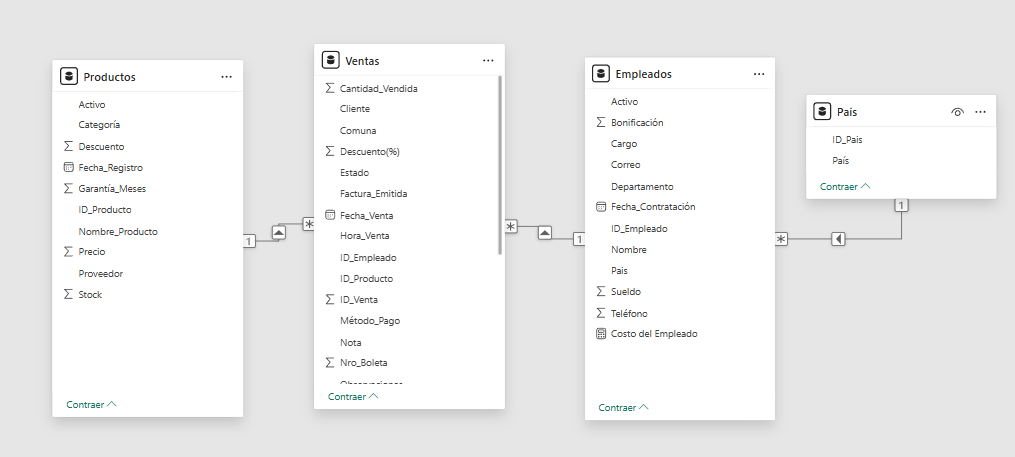 Productos
Activo
Categoría
Descuento
Fecha_Registro
Garantía_Meses
ID_Producto
Nombre_Producto
Precio
Proveedor
Stock
Contraer
1
*
Ventas
Cantidad_Vendida
Cliente
Comuna
Descuento(%)
Estado
Factura_Emitida
Fecha_Venta
Hora_Venta
ID_Empleado
ID_Producto
ID_Venta
Método_Pago
Nota
Nro_Boleta
Observaciones
Contraer
*
1
Empleados
Activo
Bonificación
Cargo
Correo
Departamento
Fecha_Contratación
ID_Empleado
Nombre
Pais
Sueldo
Teléfono
Costo del Empleado
Contraer
*
1
País
ID_Pais
País
Contraer